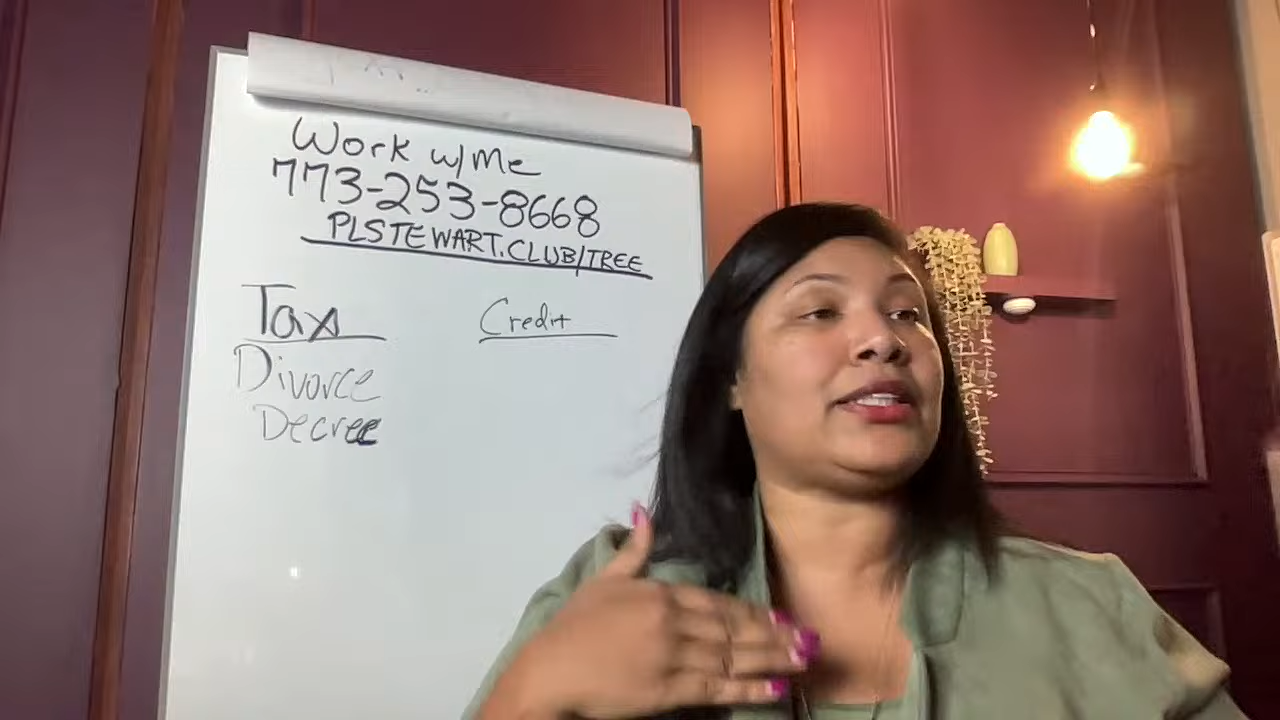 Work w/Me
773-253-8668
PLSTEWART.CLUB/TREE
Tax
Credit
Divorce
Decree